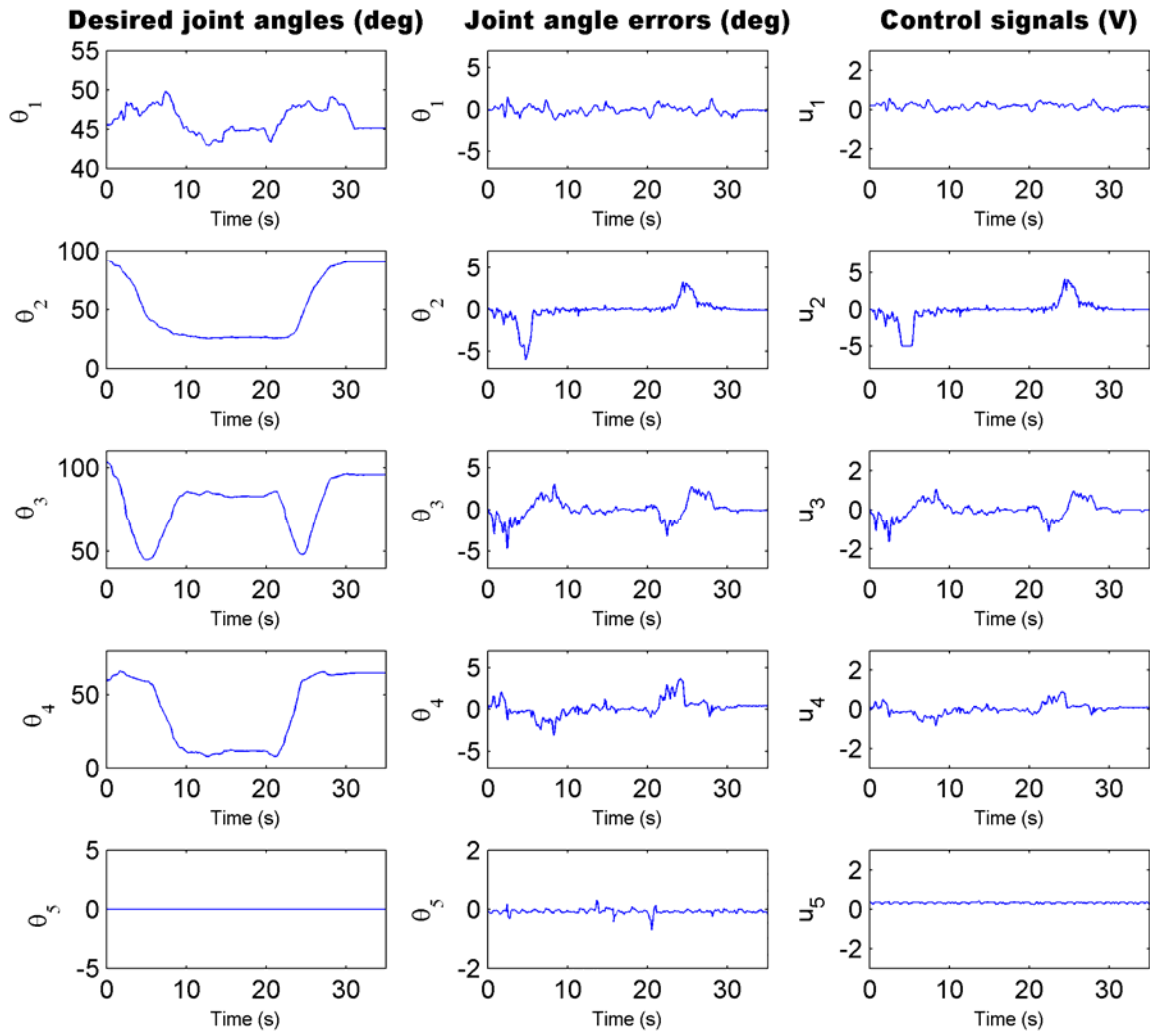 Desired joint angles (deg) Joint angle errors (deg) Control signals (V)
55
50
45
40
θ1
0 10 20 30
Time (s)
5
0
-5
θ1
0 10 20 30
Time (s)
2
0
-2
u1
0 10 20 30
Time (s)
100
50
0
θ2
0 10 20 30
Time (s)
5
0
-5
θ2
0 10 20 30
Time (s)
5
0
-5
u2
0 10 20 30
Time (s)
100
50
θ3
0 10 20 30
Time (s)
5
0
-5
θ3
0 10 20 30
Time (s)
2
0
-2
u3
0 10 20 30
Time (s)
50
0
θ4
0 10 20 30
Time (s)
5
0
-5
θ4
0 10 20 30
Time (s)
2
0
-2
u4
0 10 20 30
Time (s)
5
0
-5
θ5
0 10 20 30
Time (s)
2
0
-2
θ5
0 10 20 30
Time (s)
2
0
-2
u5
0 10 20 30
Time (s)